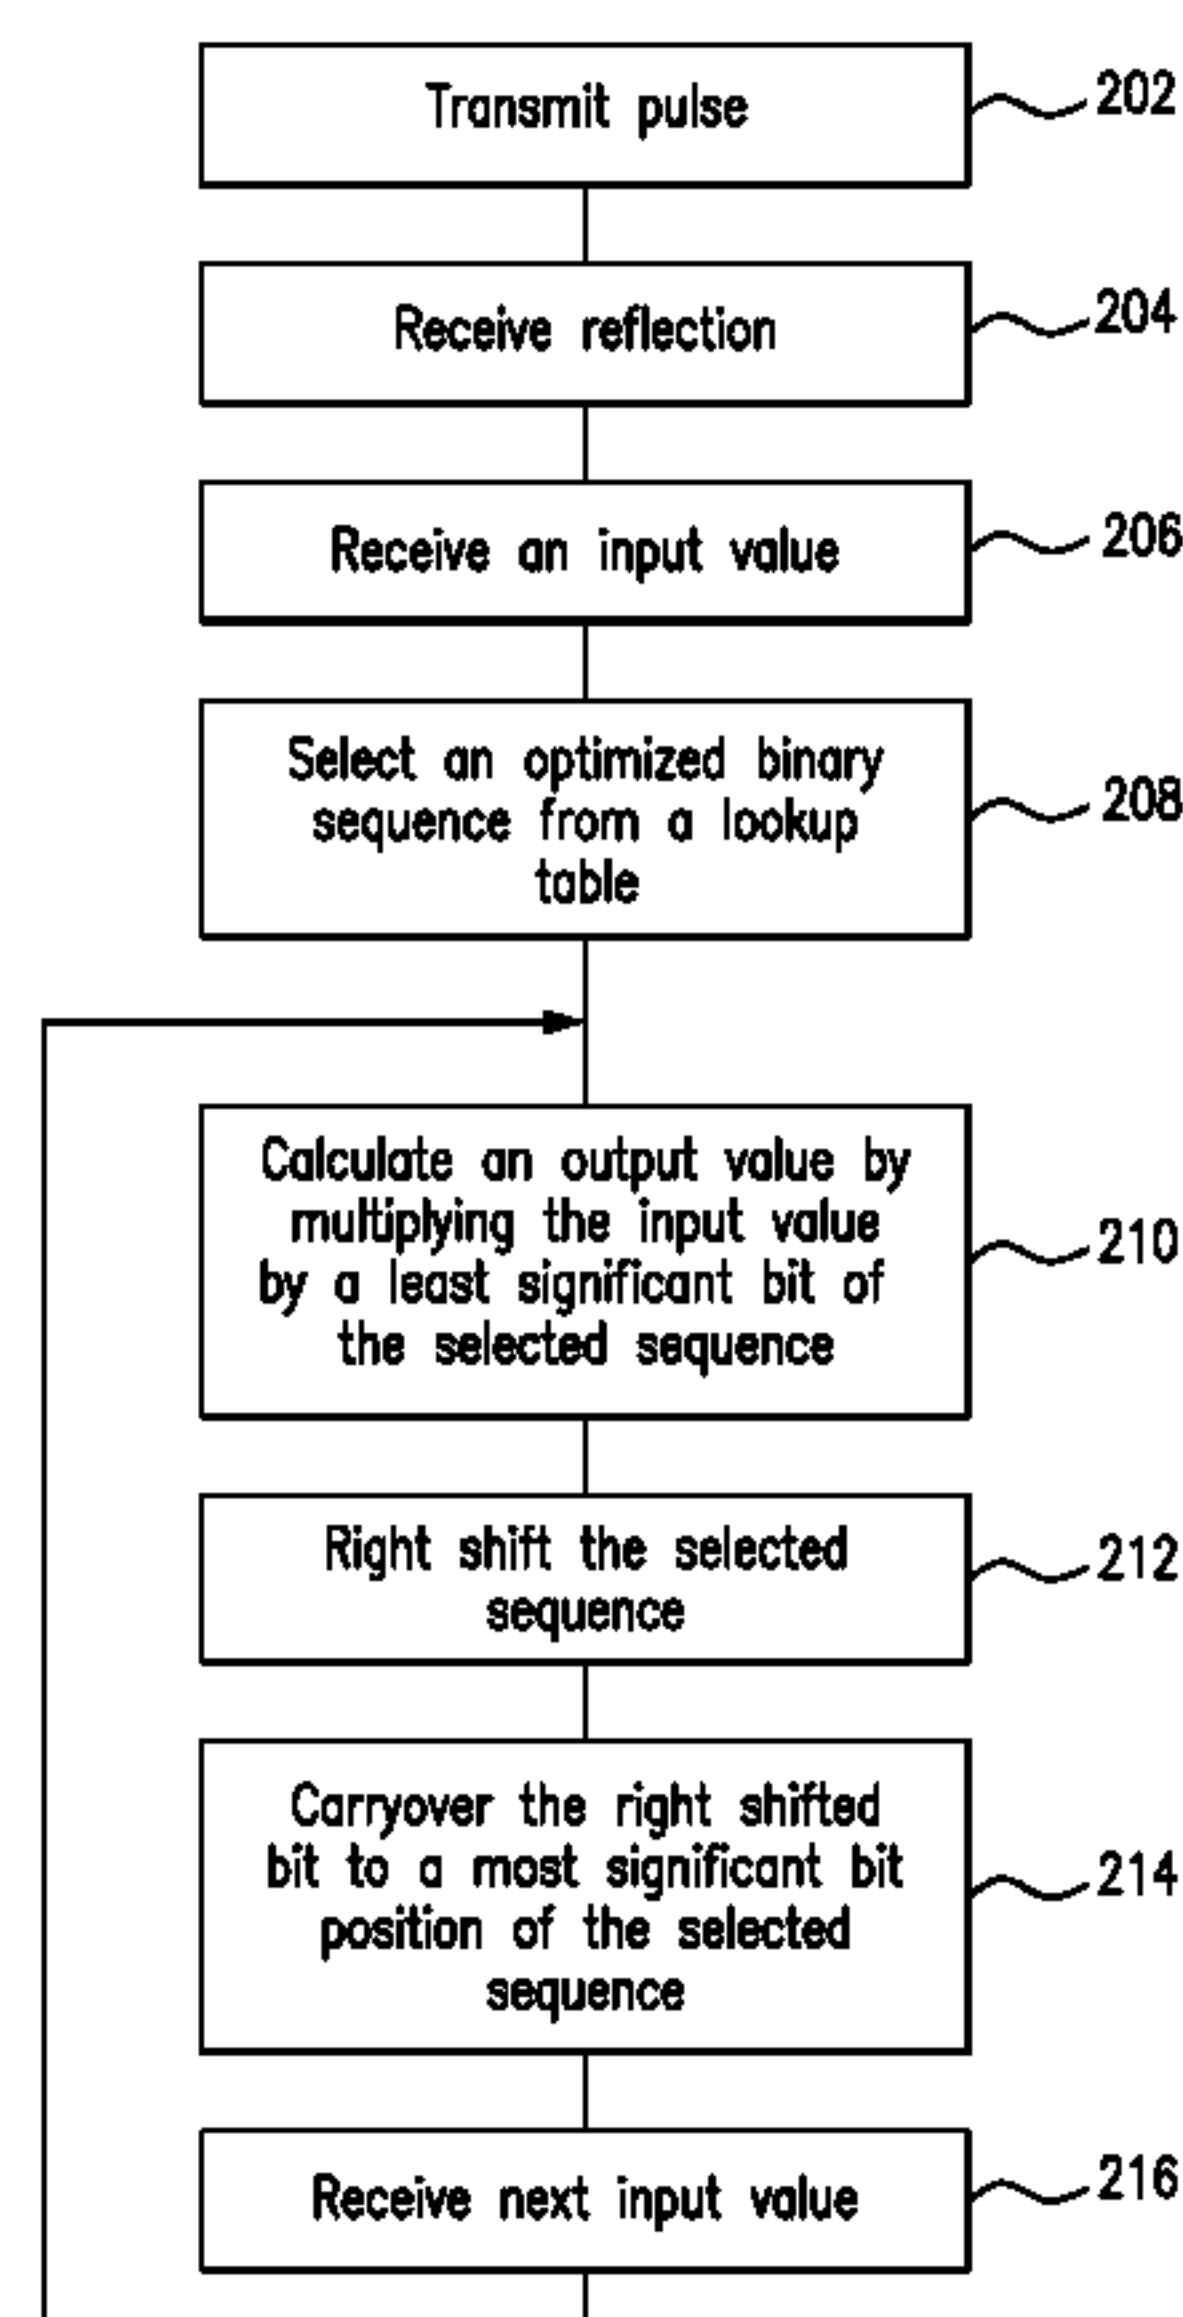 Transmit pulse
202
Receive reflection
204
Receive an input value
206
Select an optimized binary
sequence from a lookup
table
208
Calculate an output value by
multiplying the input value
by a least significant bit of
the selected sequence
210
Right shift the selected
sequence
212
Carryover the right shifted
bit to a most significant bit
position of the selected
sequence
214
Receive next input value
216